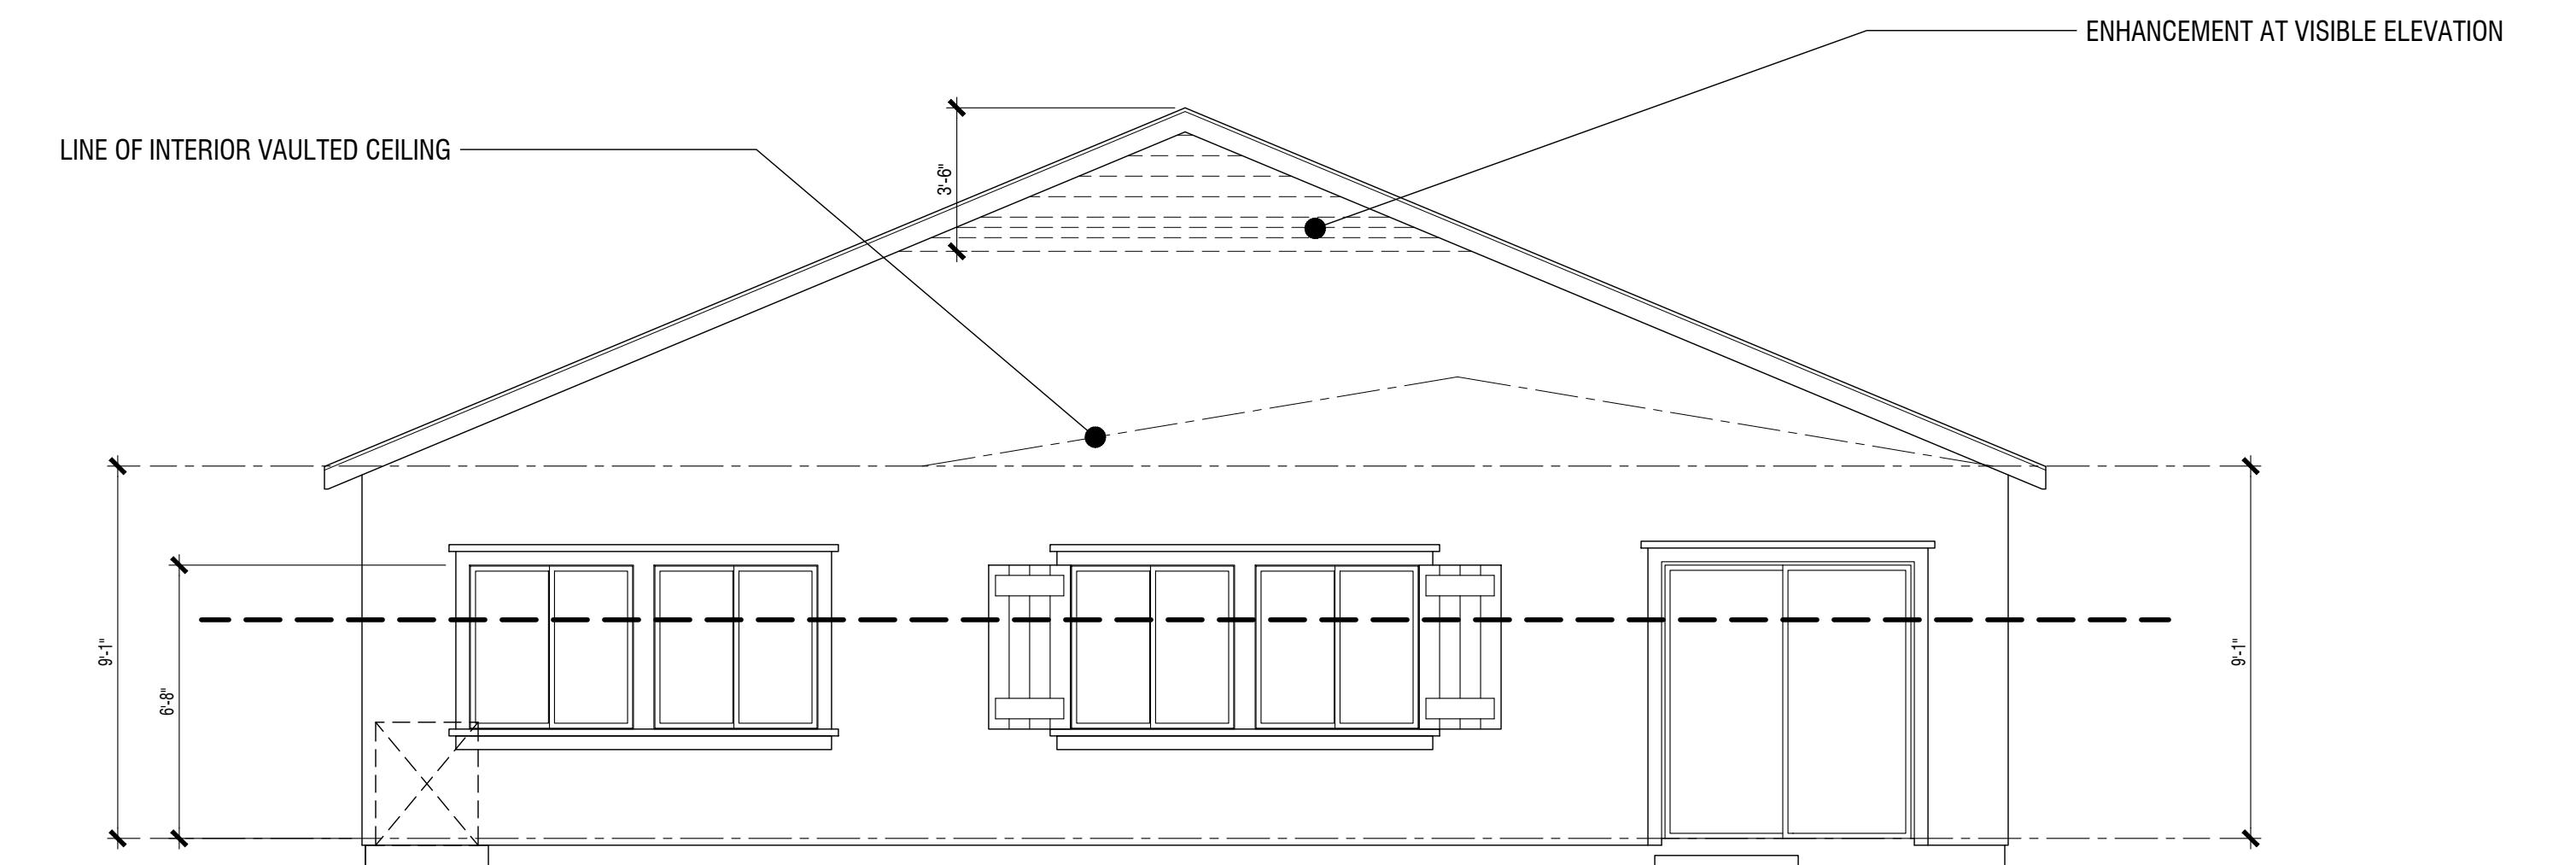 ENHANCEMENT AT VISIBLE ELEVATION
LINE OF INTERIOR VAULTED CEILING
3'-6"
9'-1"
6'-8"
9'-1"